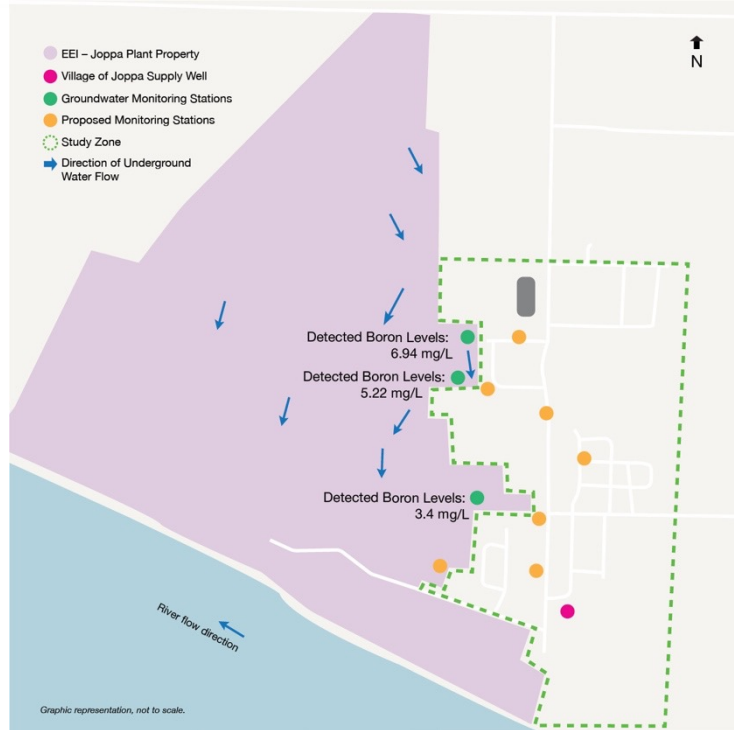 EEI – Joppa Plant Property
Village of Joppa Supply Well
Groundwater Monitoring Stations
Proposed Monitoring Stations
Study Zone
Direction of Underground
Water Flow
N
Detected Boron Levels:
6.94 mg/L
Detected Boron Levels:
5.22 mg/L
Detected Boron Levels:
3.4 mg/L
River flow direction
Graphic representation, not to scale.